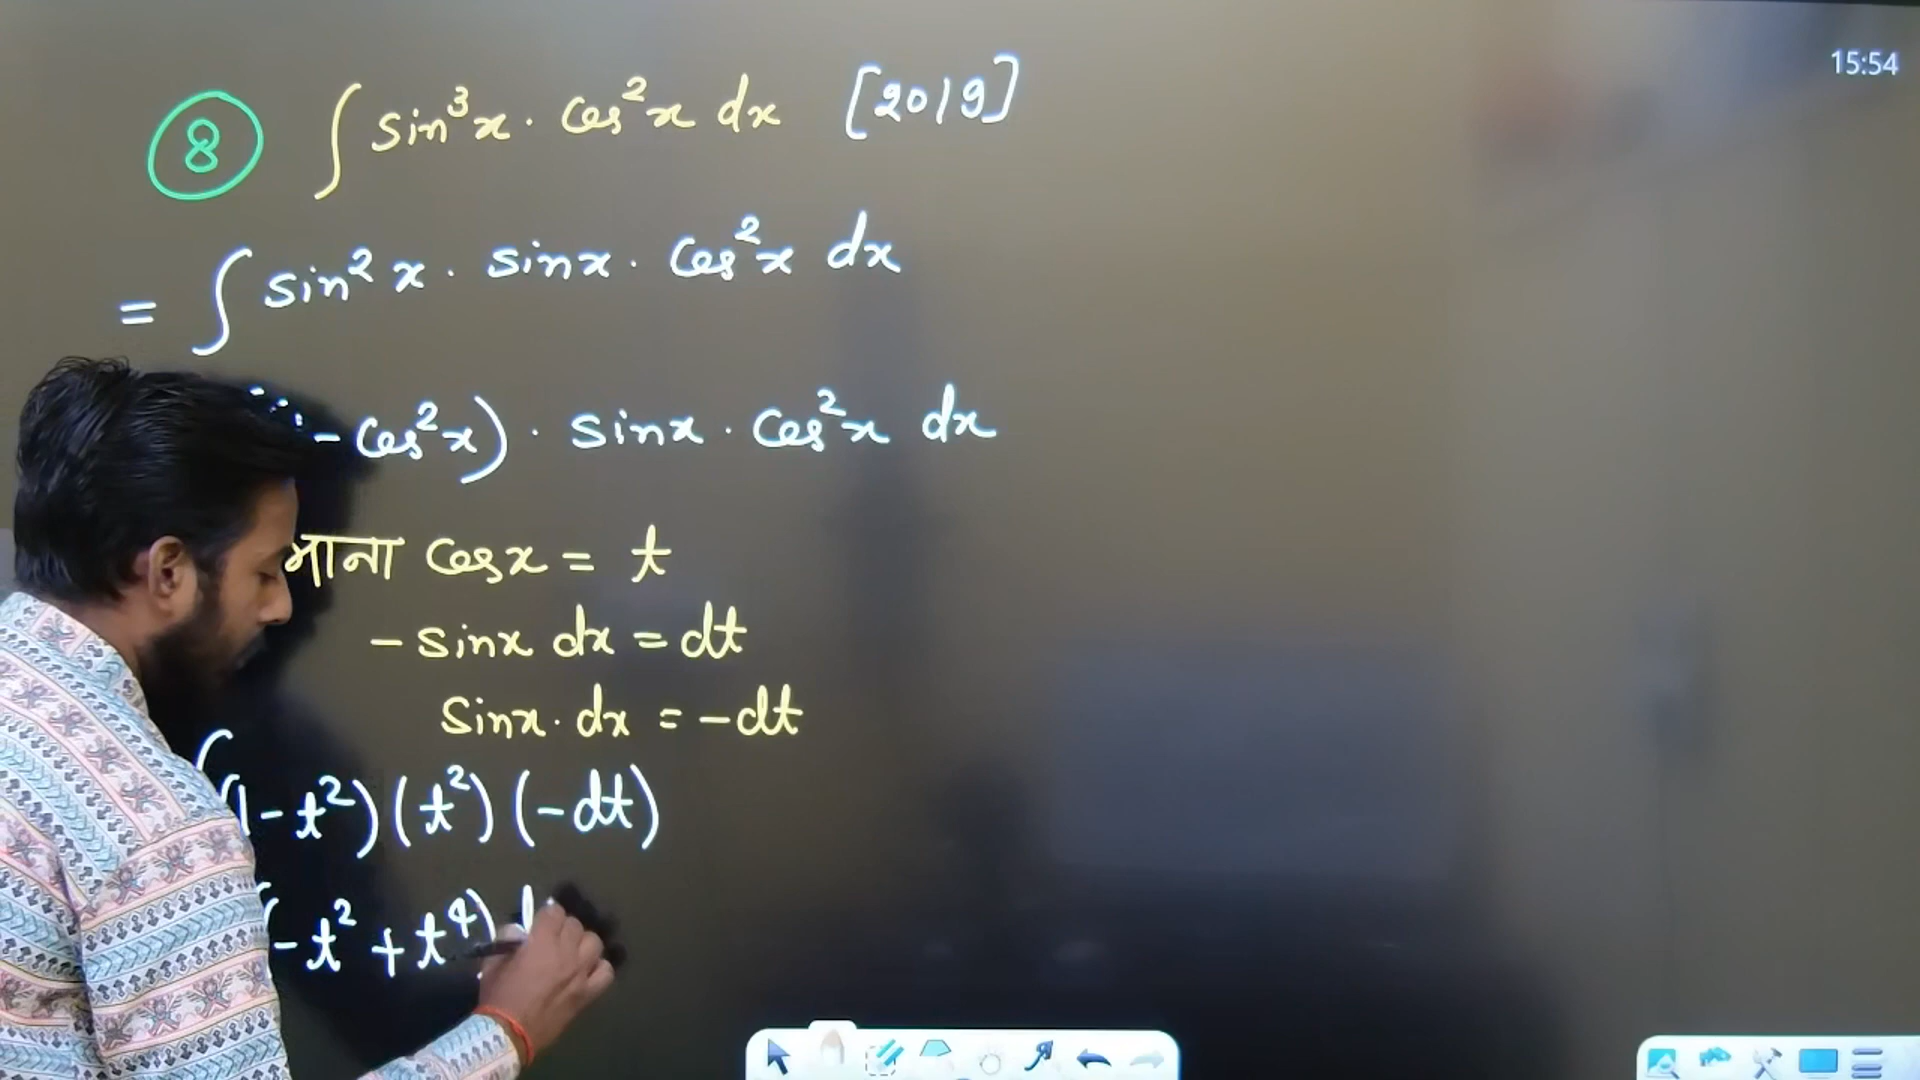 15:54
8 ∫ sin³x · cos²x dx [2019]
= ∫ sin²x · sinx · cos²x dx
- cos²x) · sinx · cos²x dx
माना cosx = t
- sinx dx = dt
sinx · dx = -dt
∫(1-t²)(t²)(-dt)
(-t² + t⁴)